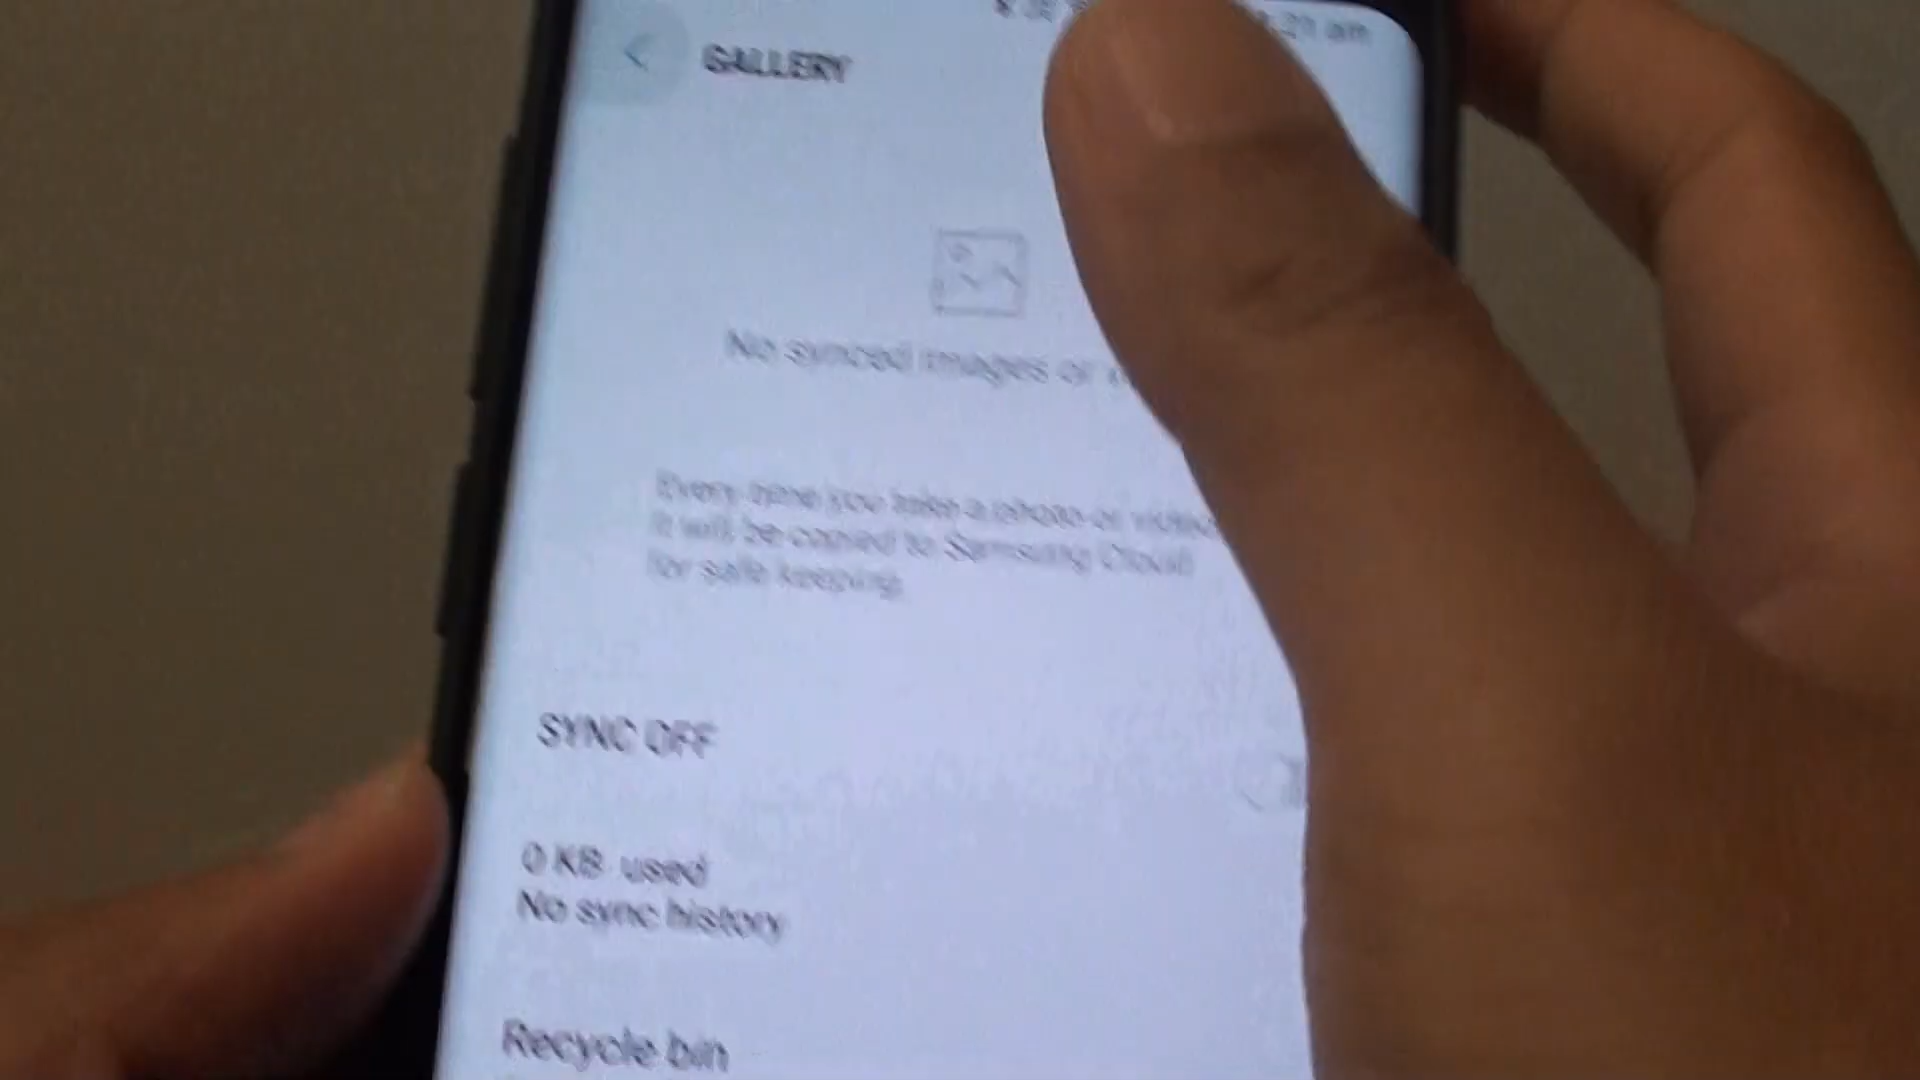 GALLERY
No synced images or
Every time you take a photo or video,
it will be copied to Samsung Cloud
for safe keeping.
SYNC OFF
0 KB used
No sync history
Recycle bin